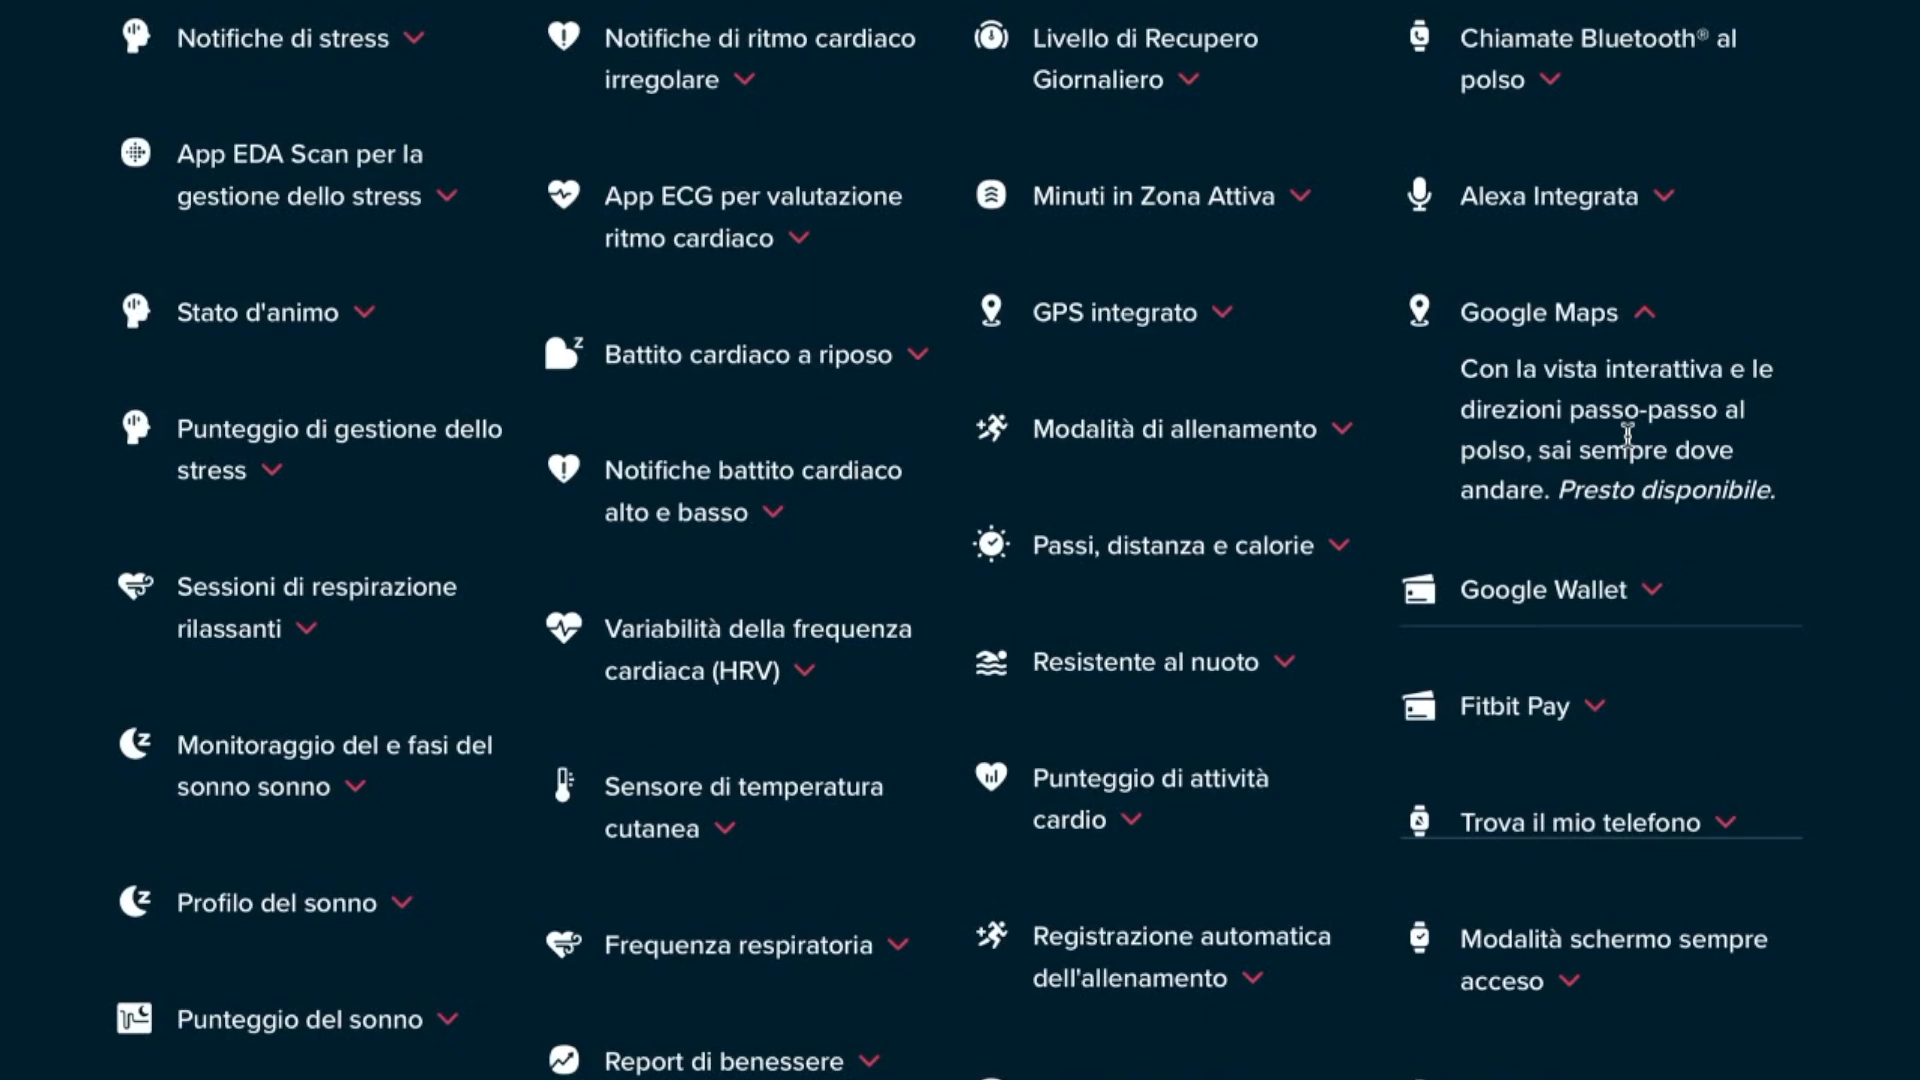 Notifiche di stress
App EDA Scan per la
gestione dello stress
Stato d'animo
Punteggio di gestione dello
stress
Sessioni di respirazione
rilassanti
Monitoraggio del e fasi del
sonno sonno
Profilo del sonno
Punteggio del sonno
Notifiche di ritmo cardiaco
irregolare
App ECG per valutazione
ritmo cardiaco
Battito cardiaco a riposo
Notifiche battito cardiaco
alto e basso
Variabilità della frequenza
cardiaca (HRV)
Sensore di temperatura
cutanea
Frequenza respiratoria
Report di benessere
Livello di Recupero
Giornaliero
Minuti in Zona Attiva
GPS integrato
Modalità di allenamento
Passi, distanza e calorie
Resistente al nuoto
Punteggio di attività
cardio
Registrazione automatica
dell'allenamento
Chiamate Bluetooth® al
polso
Alexa Integrata
Google Maps
Con la vista interattiva e le
direzioni passo-passo al
polso, sai sempre dove
andare. Presto disponibile.
Google Wallet
Fitbit Pay
Trova il mio telefono
Modalità schermo sempre
acceso